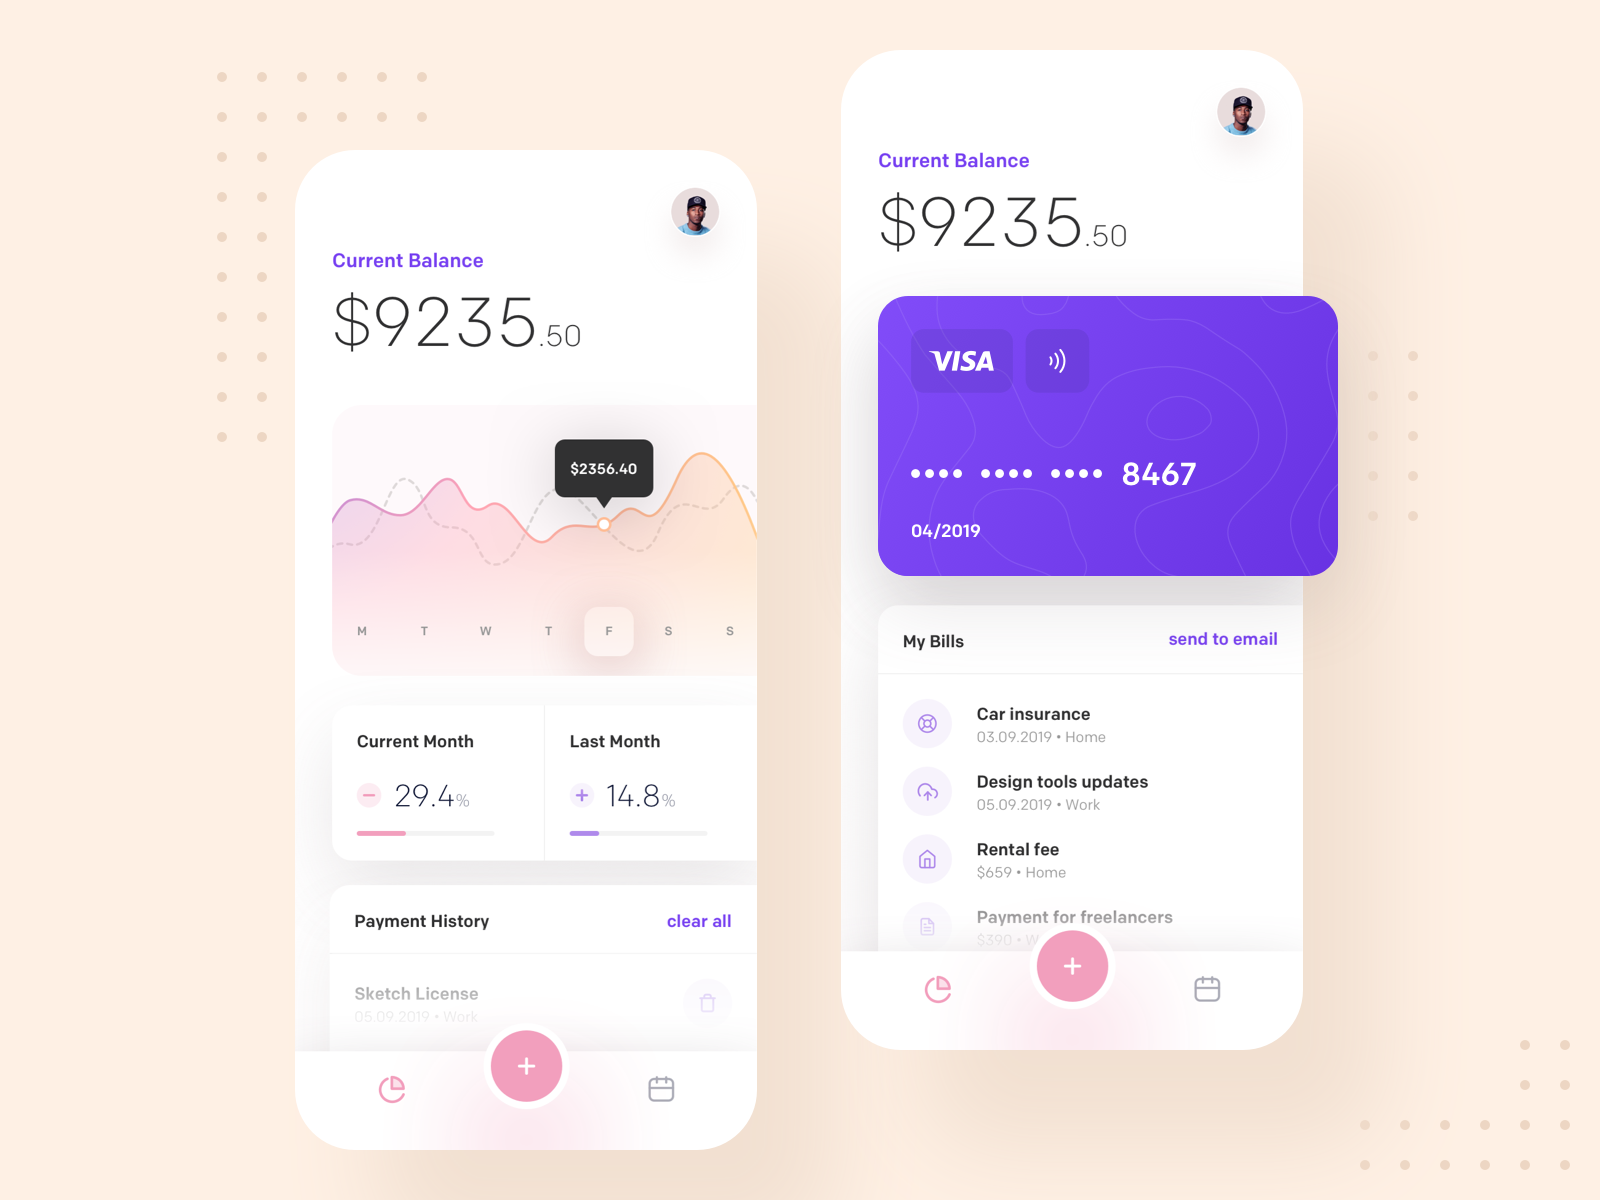 Current Balance
$9235.50
$2356.40
M T W T F S S
Current Month
29.4%
Last Month
14.8%
Payment History
clear all
Sketch License
05.09.2019 • Work
+
Current Balance
$9235.50
VISA
•••• •••• •••• 8467
04/2019
My Bills
send to email
Car insurance
03.09.2019 • Home
Design tools updates
05.09.2019 • Work
Rental fee
$659 • Home
Payment for freelancers
$390 •
+